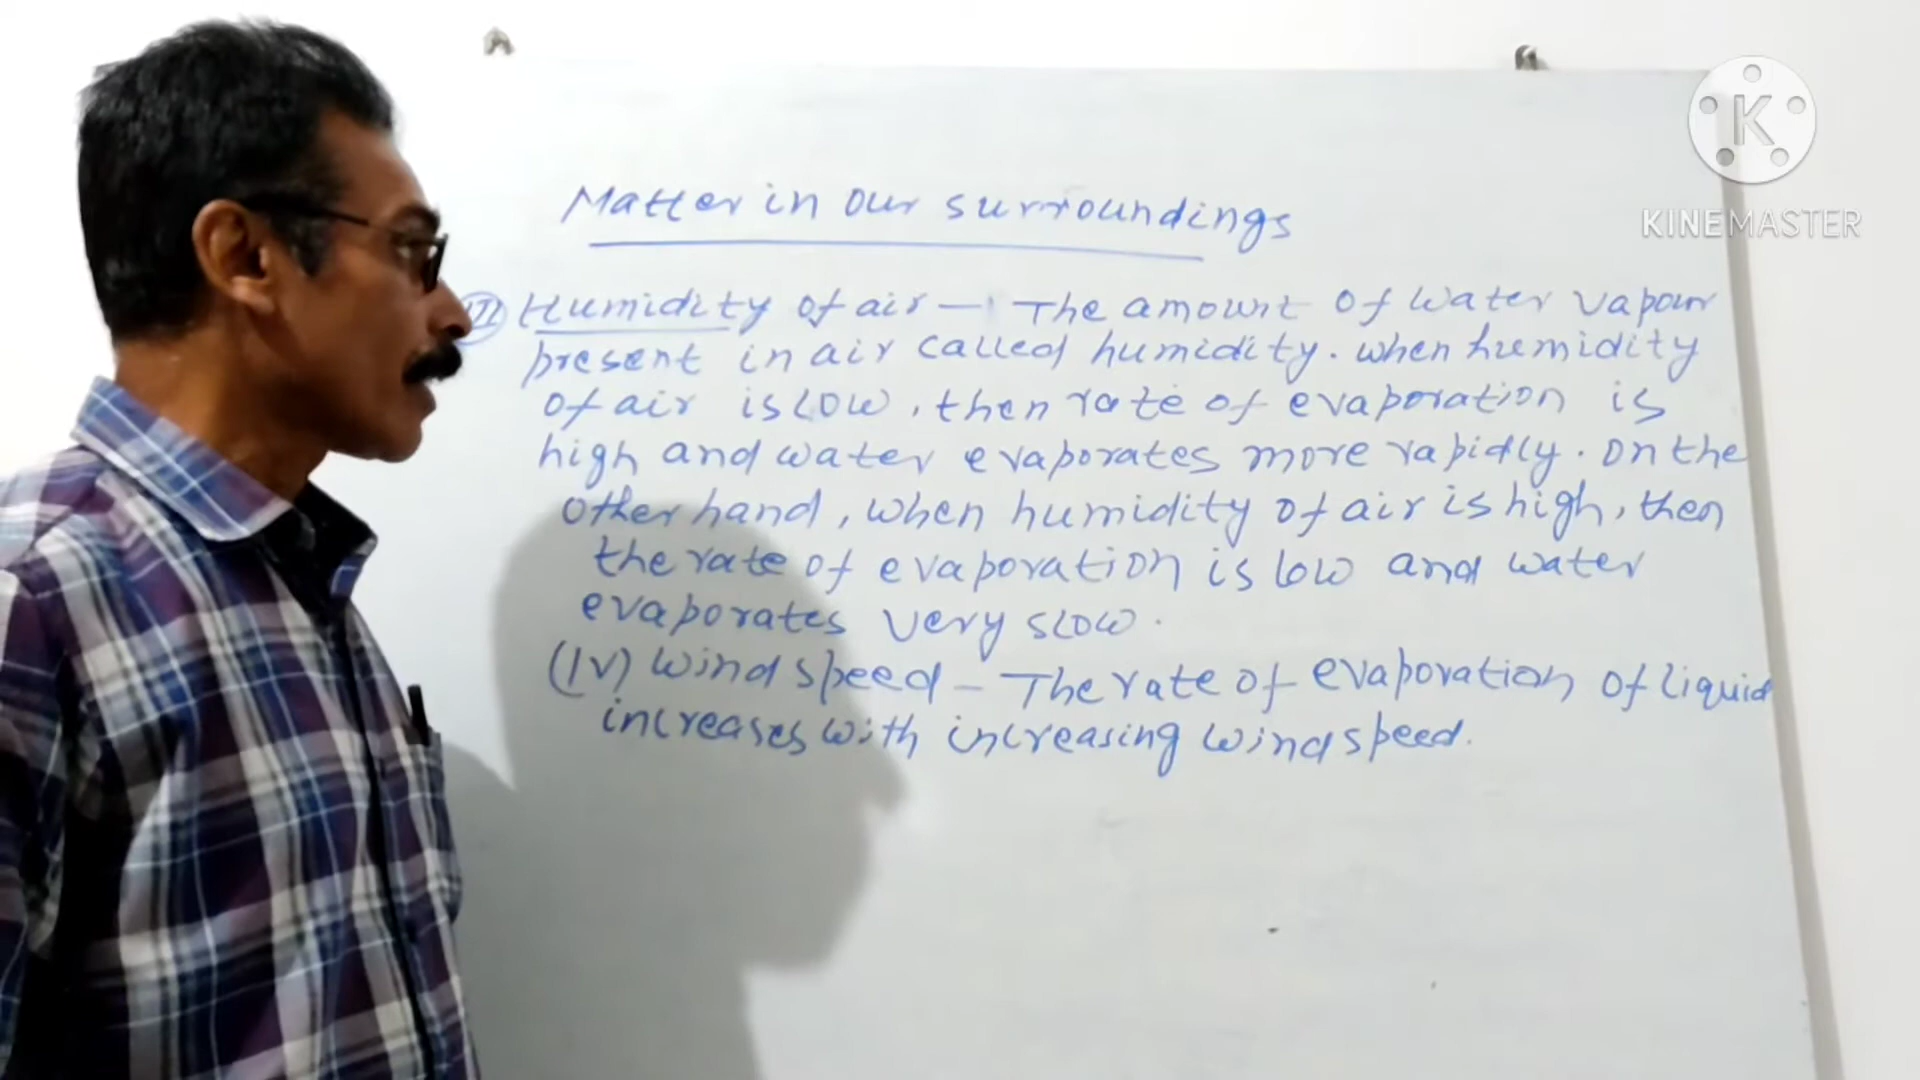 Matter in our surroundings
II) Humidity of air - The amount of water vapour
present in air called humidity. when humidity
of air is low, then rate of evaporation is
high and water evaporates more rapidly. on the
other hand, when humidity of air is high, then
the rate of evaporation is low and water
evaporates very slow.
(IV) wind speed - The rate of evaporation of liquid
increases with increasing wind speed.
K
KINEMASTER